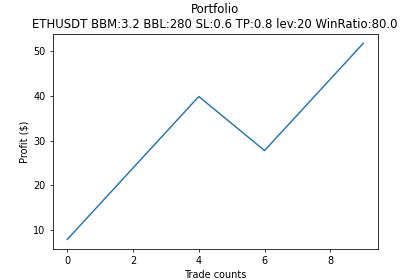 Portfolio
ETHUSDT BBM:3.2 BBL:280 SL:0.6 TP:0.8 lev:20 WinRatio:80.0
Profit ($)
50
40
30
20
10
0 2 4 6 8
Trade counts